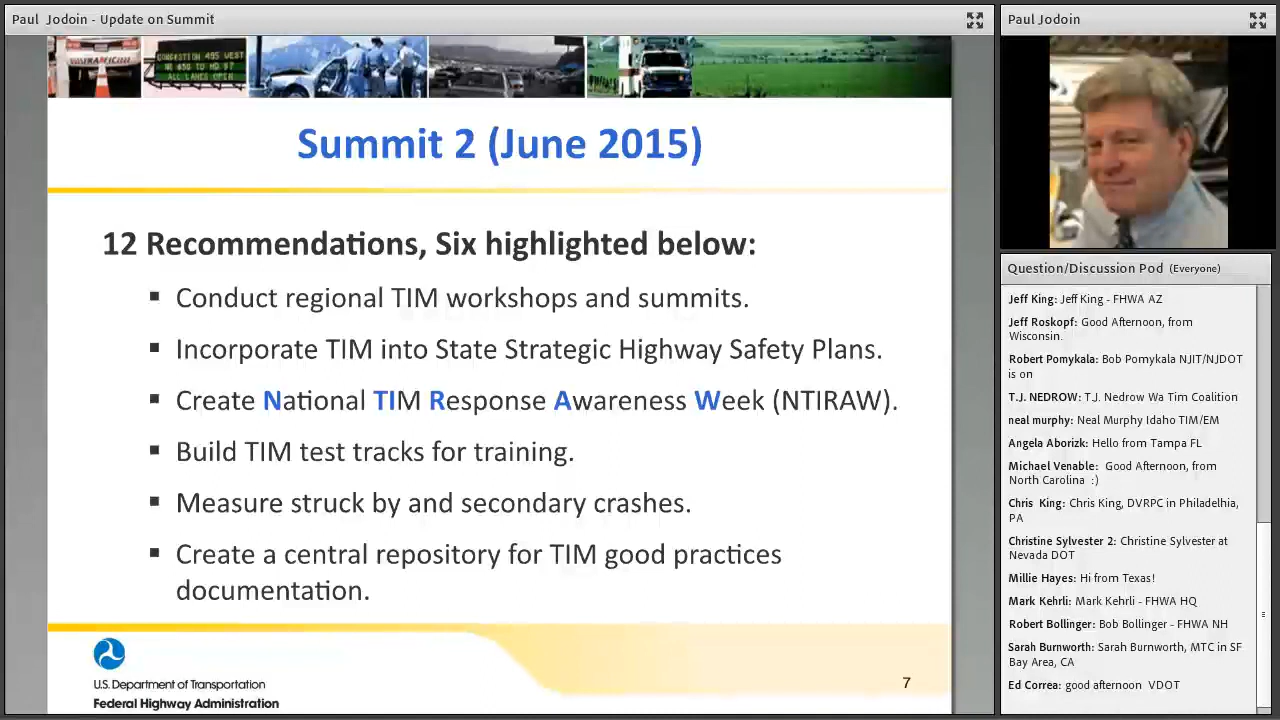 Paul  Jodoin - Update on Summit
CONGESTION 495 WEST
ALL LANES OPEN
Summit 2 (June 2015)
12 Recommendations, Six highlighted below:
▪ Conduct regional TIM workshops and summits.
▪ Incorporate TIM into State Strategic Highway Safety Plans.
▪ Create National TIM Response Awareness Week (NTIRAW).
▪ Build TIM test tracks for training.
▪ Measure struck by and secondary crashes.
▪ Create a central repository for TIM good practices
documentation.
U.S. Department of Transportation
Federal Highway Administration
7
Paul Jodoin
Question/Discussion Pod (Everyone)
Jeff King: Jeff King - FHWA AZ
Jeff Roskopf: Good Afternoon, from
Wisconsin.
Robert Pomykala: Bob Pomykala NJIT/NJDOT
is on
T.J. NEDROW: T.J. Nedrow Wa Tim Coalition
neal murphy: Neal Murphy Idaho TIM/EM
Angela Aborizk: Hello from Tampa FL
Michael Venable:  Good Afternoon, from
North Carolina  :)
Chris  King: Chris King, DVRPC in Philadelhia,
PA
Christine Sylvester 2: Christine Sylvester at
Nevada DOT
Millie Hayes: Hi from Texas!
Mark Kehrli: Mark Kehrli - FHWA HQ
Robert Bollinger: Bob Bollinger - FHWA NH
Sarah Burnworth: Sarah Burnworth, MTC in SF
Bay Area, CA
Ed Correa: good afternoon  VDOT